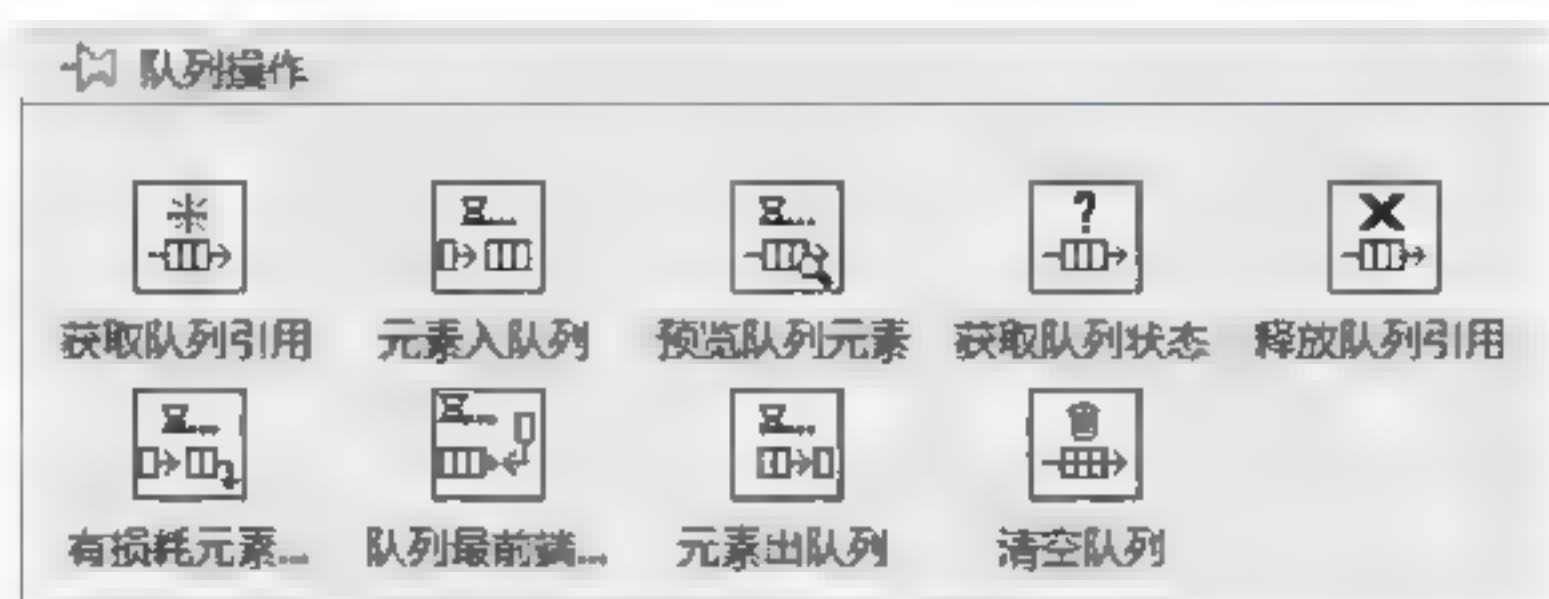 队列操作
获取队列引用 元素入队列 预览队列元素 获取队列状态 释放队列引用
有损耗元素... 队列最前端... 元素出队列 清空队列